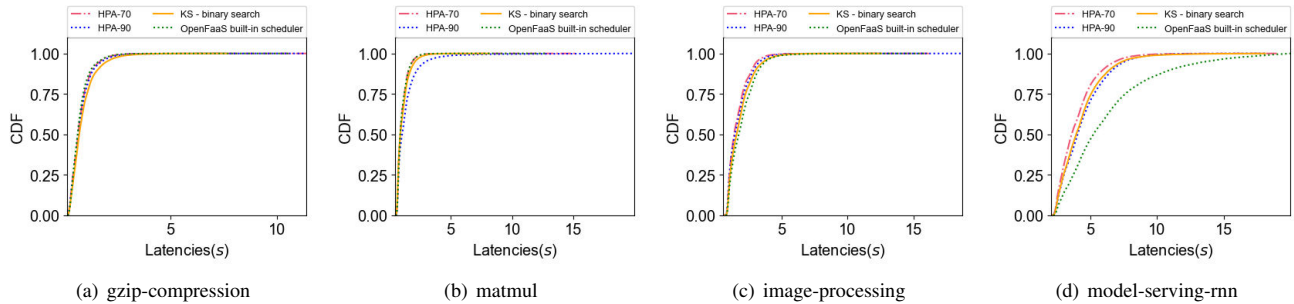 HPA-70
HPA-90
KS - binary search
OpenFaaS built-in scheduler
1.00
0.75
0.50
0.25
0.00
CDF
5
10
Latencies(s)
(a) gzip-compression
HPA-70
HPA-90
KS - binary search
OpenFaaS built-in scheduler
1.00
0.75
0.50
0.25
0.00
CDF
5
10
15
Latencies(s)
(b) matmul
HPA-70
HPA-90
KS - binary search
OpenFaaS built-in scheduler
1.00
0.75
0.50
0.25
0.00
CDF
5
10
15
Latencies(s)
(c) image-processing
HPA-70
HPA-90
KS - binary search
OpenFaaS built-in scheduler
1.00
0.75
0.50
0.25
0.00
CDF
5
10
15
Latencies(s)
(d) model-serving-rnn